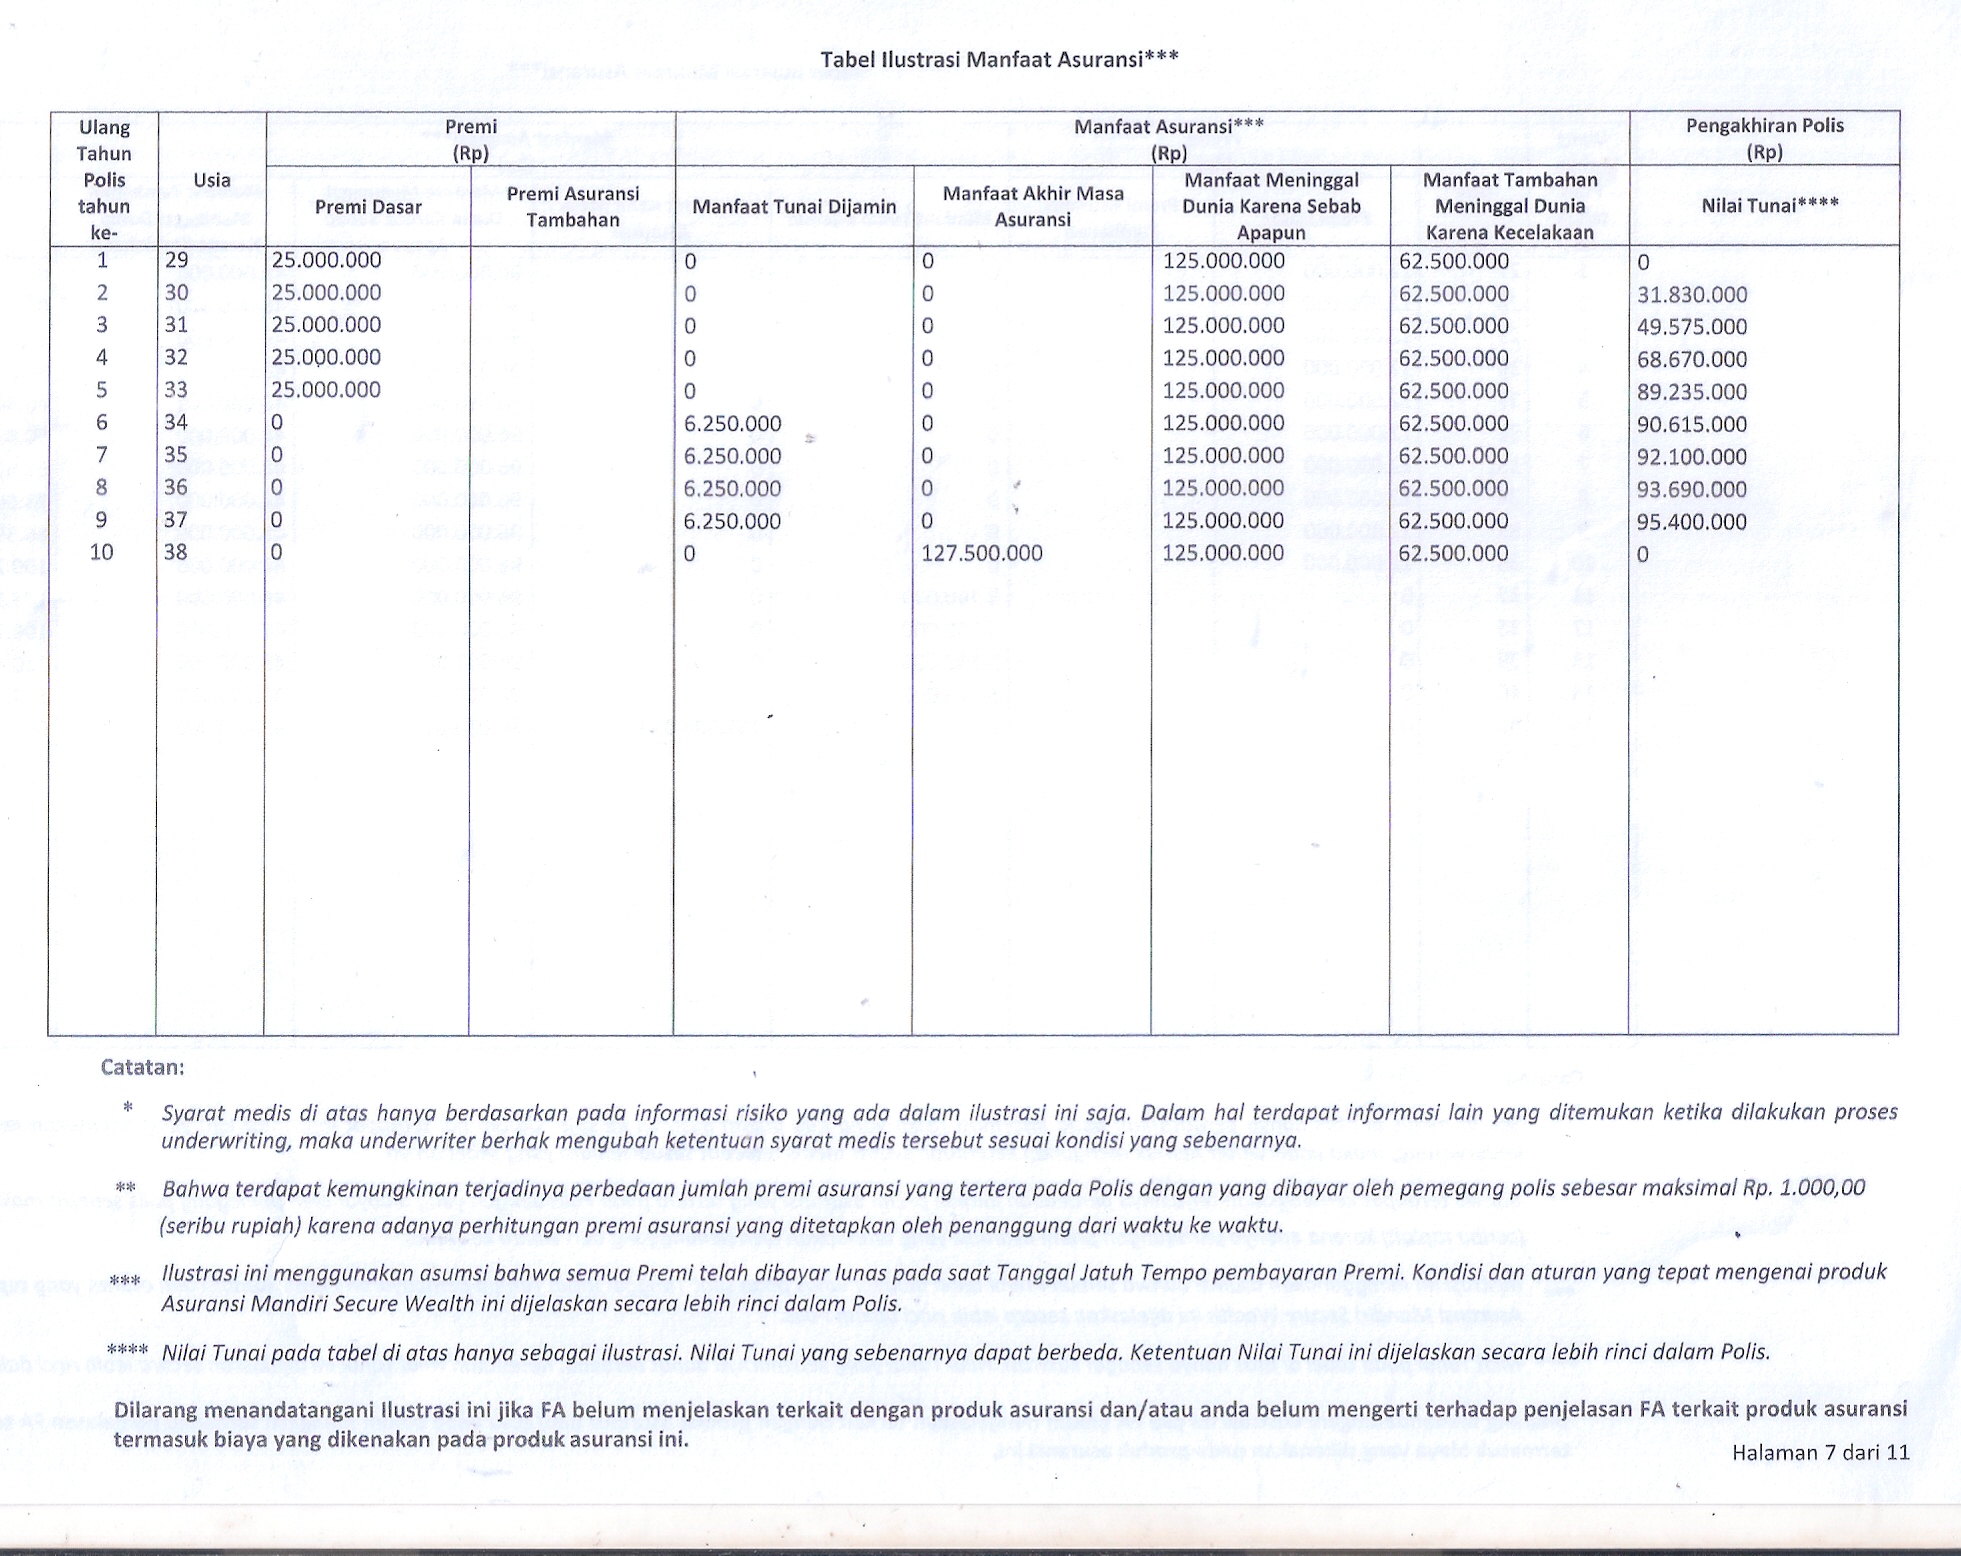 Tabel Ilustrasi Manfaat Asuransi***
Ulang Tahun Polis tahun ke-
Usia
Premi (Rp)
Manfaat Asuransi*** (Rp)
Pengakhiran Polis (Rp)
Premi Dasar
Premi Asuransi Tambahan
Manfaat Tunai Dijamin
Manfaat Akhir Masa Asuransi
Manfaat Meninggal Dunia Karena Sebab Apapun
Manfaat Tambahan Meninggal Dunia Karena Kecelakaan
Nilai Tunai****
1 29 25.000.000 0 0 125.000.000 62.500.000 0
2 30 25.000.000 0 0 125.000.000 62.500.000 31.830.000
3 31 25.000.000 0 0 125.000.000 62.500.000 49.575.000
4 32 25.000.000 0 0 125.000.000 62.500.000 68.670.000
5 33 25.000.000 0 0 125.000.000 62.500.000 89.235.000
6 34 0 6.250.000 0 125.000.000 62.500.000 90.615.000
7 35 0 6.250.000 0 125.000.000 62.500.000 92.100.000
8 36 0 6.250.000 0 125.000.000 62.500.000 93.690.000
9 37 0 6.250.000 0 125.000.000 62.500.000 95.400.000
10 38 0 0 127.500.000 125.000.000 62.500.000 0
Catatan:
* Syarat medis di atas hanya berdasarkan pada informasi risiko yang ada dalam ilustrasi ini saja. Dalam hal terdapat informasi lain yang ditemukan ketika dilakukan proses
underwriting, maka underwriter berhak mengubah ketentuan syarat medis tersebut sesuai kondisi yang sebenarnya.
** Bahwa terdapat kemungkinan terjadinya perbedaan jumlah premi asuransi yang tertera pada Polis dengan yang dibayar oleh pemegang polis sebesar maksimal Rp. 1.000,00
(seribu rupiah) karena adanya perhitungan premi asuransi yang ditetapkan oleh penanggung dari waktu ke waktu.
*** Ilustrasi ini menggunakan asumsi bahwa semua Premi telah dibayar lunas pada saat Tanggal Jatuh Tempo pembayaran Premi. Kondisi dan aturan yang tepat mengenai produk
Asuransi Mandiri Secure Wealth ini dijelaskan secara lebih rinci dalam Polis.
**** Nilai Tunai pada tabel di atas hanya sebagai ilustrasi. Nilai Tunai yang sebenarnya dapat berbeda. Ketentuan Nilai Tunai ini dijelaskan secara lebih rinci dalam Polis.
Dilarang menandatangani Ilustrasi ini jika FA belum menjelaskan terkait dengan produk asuransi dan/atau anda belum mengerti terhadap penjelasan FA terkait produk asuransi
termasuk biaya yang dikenakan pada produk asuransi ini.
Halaman 7 dari 11